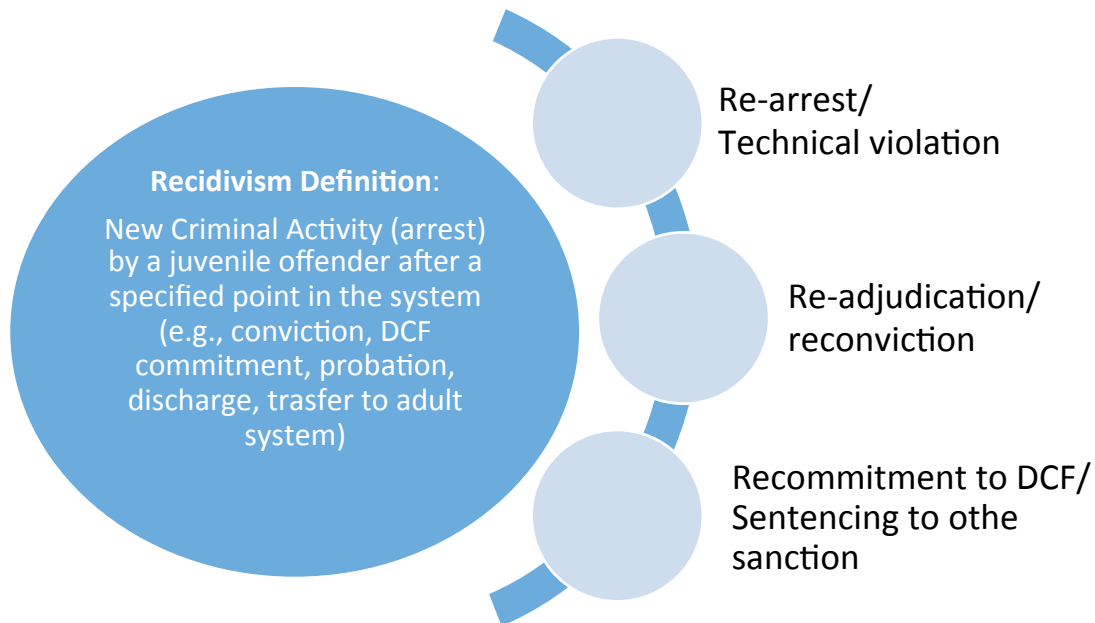 Recidivism Definition:
New Criminal Activity (arrest)
by a juvenile offender after a
specified point in the system
(e.g., conviction, DCF
commitment, probation,
discharge, trasfer to adult
system)
Re-arrest/
Technical violation
Re-adjudication/
reconviction
Recommitment to DCF/
Sentencing to othe
sanction